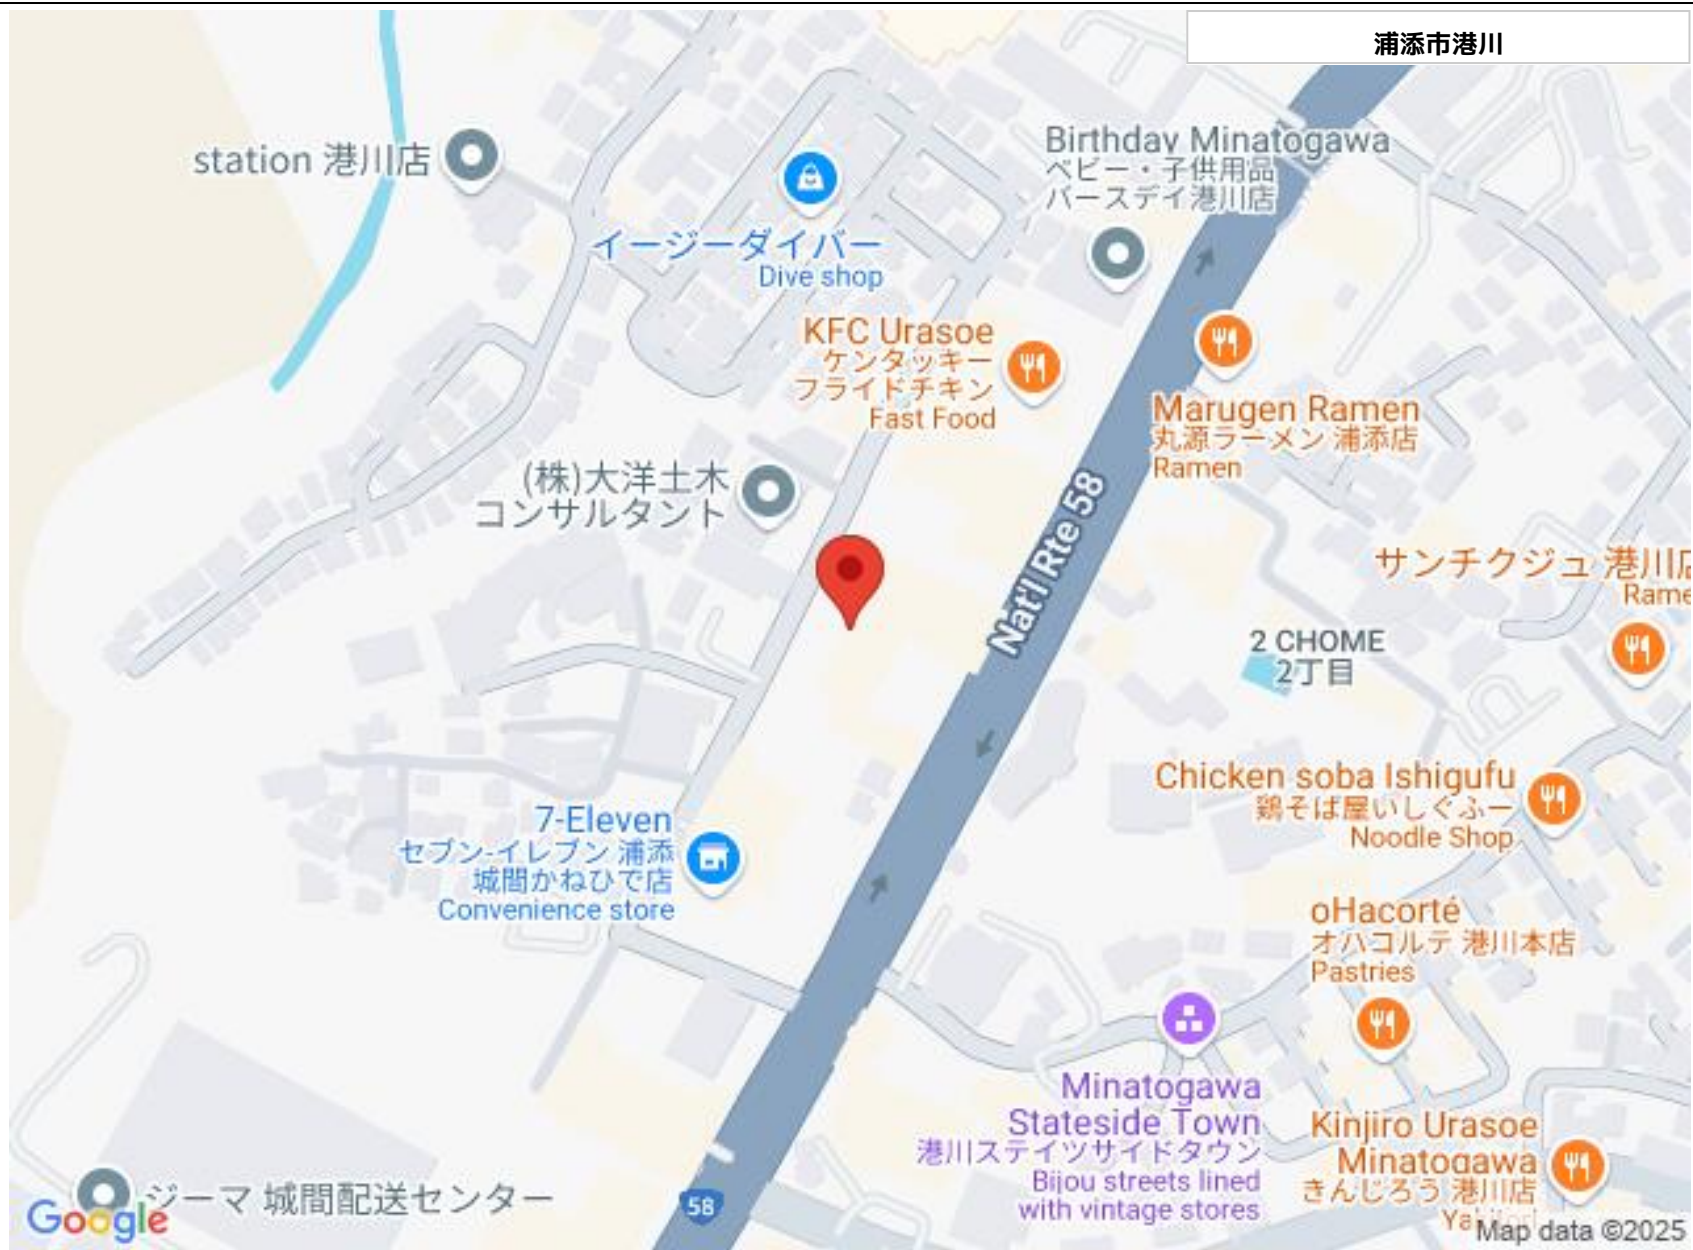 浦添市港川
Birthday Minatogawa
ベビー・子供用品
バースデイ港川店
station 港川店
イージーダイバー
Dive shop
KFC Urasoe
ケンタッキー
フライドチキン
Fast Food
Marugen Ramen
丸源ラーメン 浦添店
Ramen
(株)大洋土木
コンサルタント
Nat'l Rte 58
サンチクジュ 港川店
Rame
2 CHOME
2丁目
Chicken soba Ishigufu
鶏そば屋いしぐふー
Noodle Shop
7-Eleven
セブン-イレブン 浦添
城間かねひで店
Convenience store
oHacorté
オハコルテ 港川本店
Pastries
Minatogawa
Stateside Town
港川ステイツサイドタウン
Bijou streets lined
with vintage stores
Kinjiro Urasoe
Minatogawa
きんじろう 港川店
ジーマ 城間配送センター
58
Google
Map data ©2025